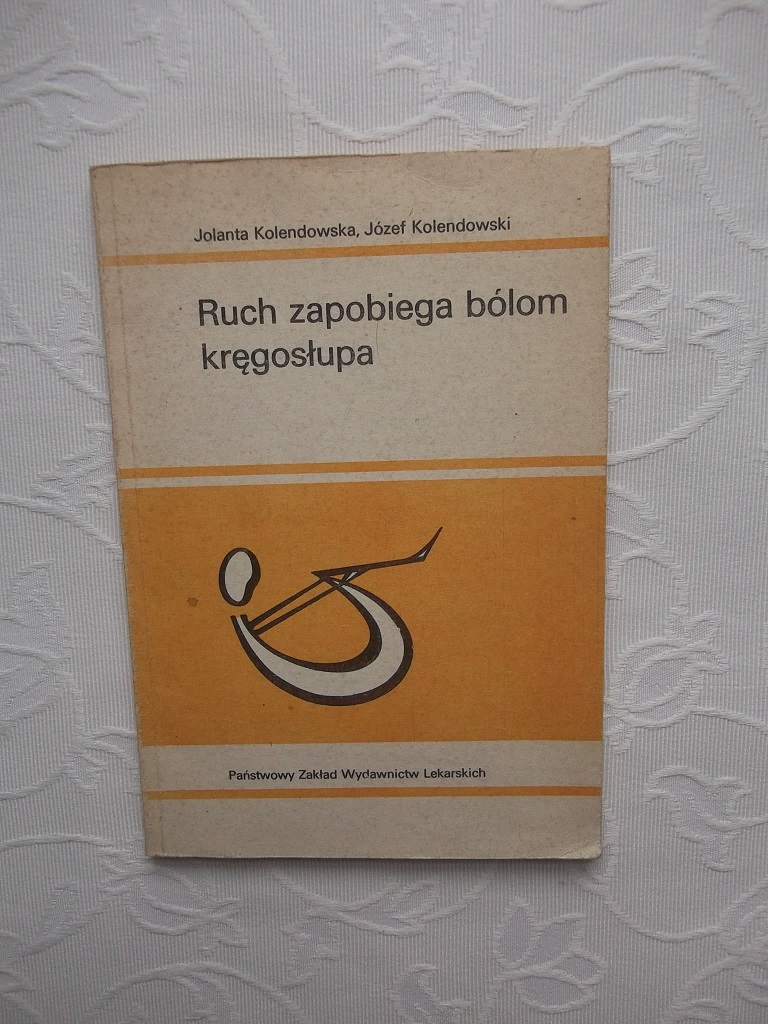 Jolanta Kolendowska, Józef Kolendowski
Ruch zapobiega bólom
kręgosłupa
Państwowy Zakład Wydawnictw Lekarskich